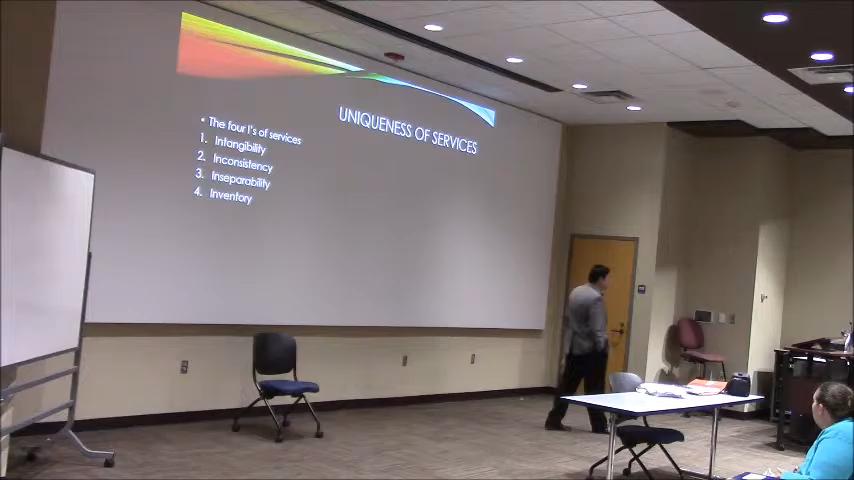 UNIQUENESS OF SERVICES
• The four I's of services
1. Intangibility
2. Inconsistency
3. Inseparability
4. Inventory